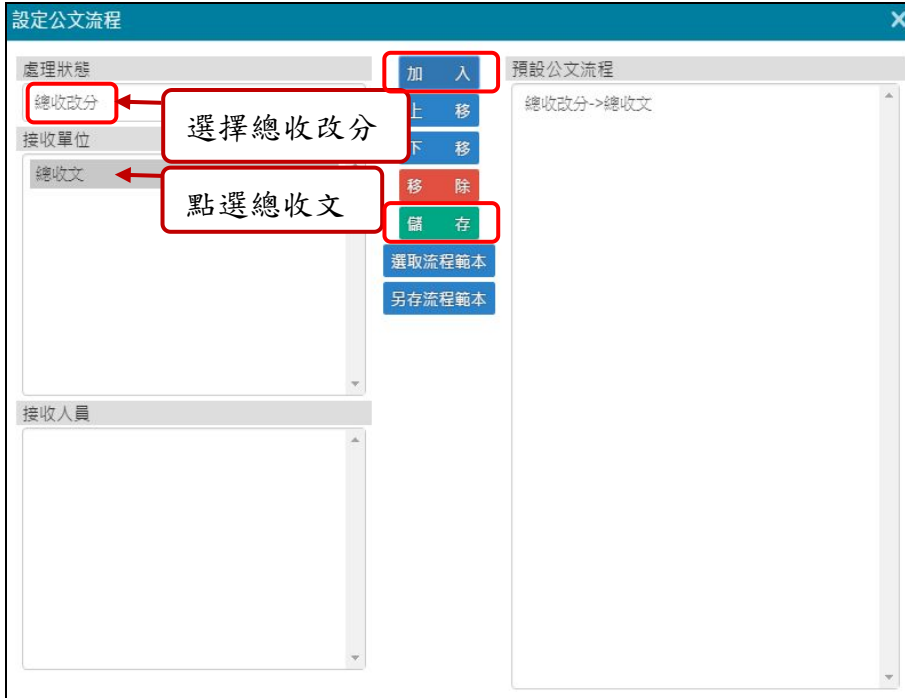 設定公文流程
處理狀態
總收改分
選擇總收改分
接收單位
總收文
點選總收文
接收人員
加 入
上 移
下 移
移 除
儲 存
選取流程範本
另存流程範本
預設公文流程
總收改分->總收文